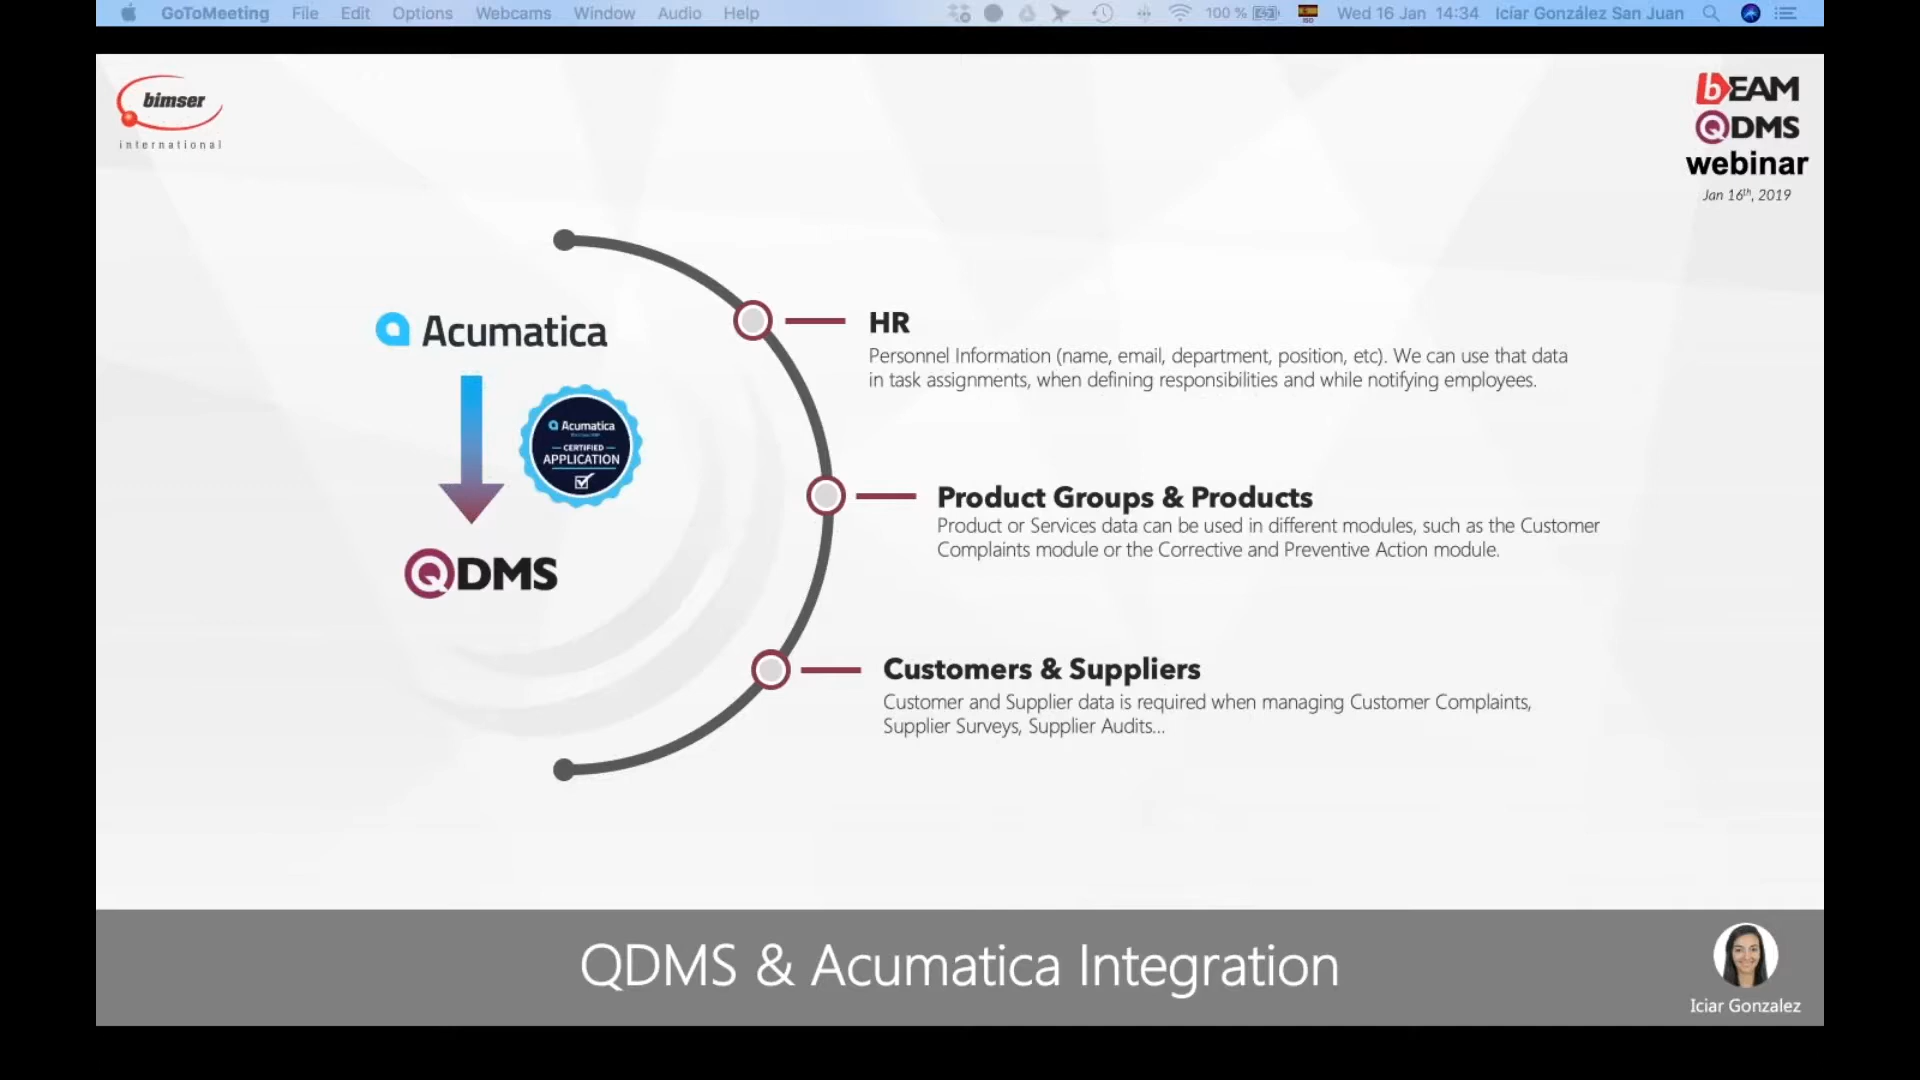 GoToMeeting File Edit Options Webcams Window Audio Help 100 % ISO Wed 16 Jan 14:34 Icíar González San Juan
bimser
international
bEAM
QDMS
webinar
Jan 16th, 2019
Acumatica
Acumatica
CERTIFIED
APPLICATION
QDMS
HR
Personnel Information (name, email, department, position, etc). We can use that data
in task assignments, when defining responsibilities and while notifying employees.
Product Groups & Products
Product or Services data can be used in different modules, such as the Customer
Complaints module or the Corrective and Preventive Action module.
Customers & Suppliers
Customer and Supplier data is required when managing Customer Complaints,
Supplier Surveys, Supplier Audits...
QDMS & Acumatica Integration
Iciar Gonzalez